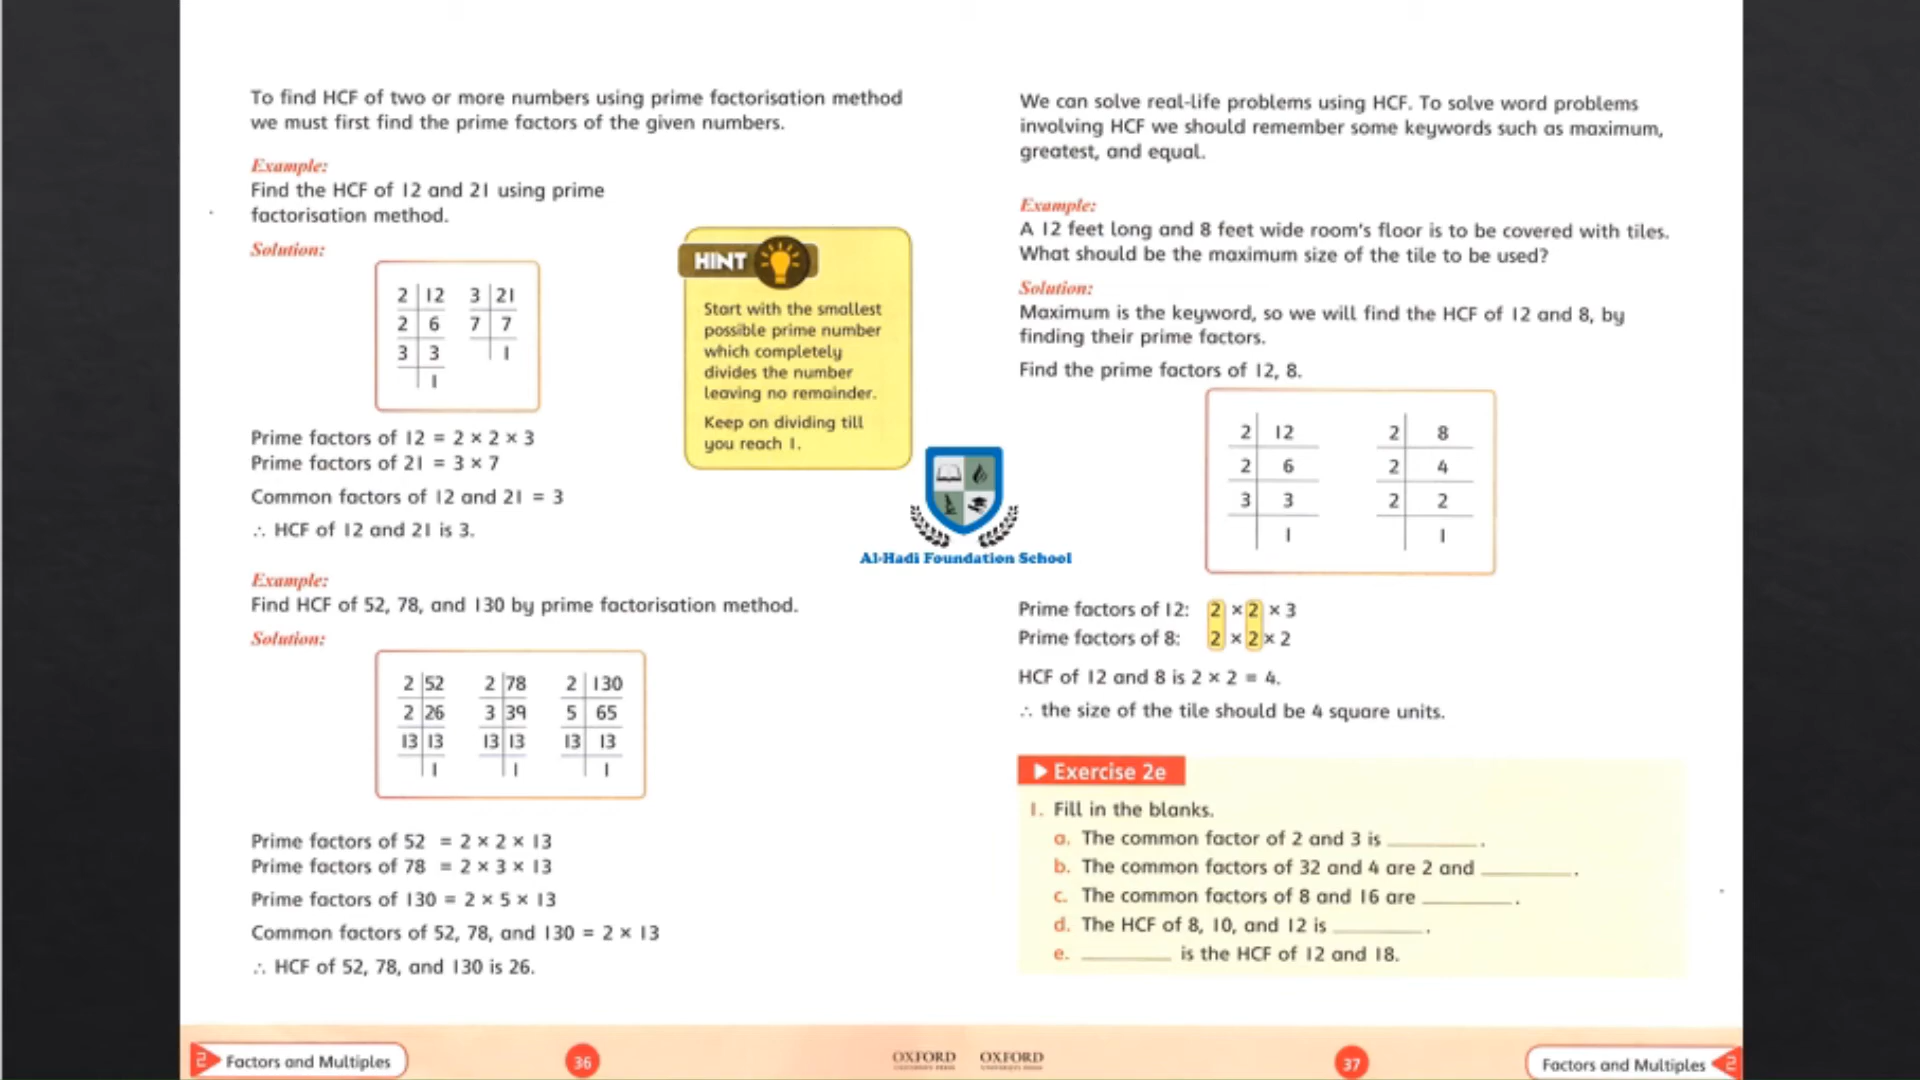 To find HCF of two or more numbers using prime factorisation method
we must first find the prime factors of the given numbers.
Example:
Find the HCF of 12 and 21 using prime
factorisation method.
Solution:
2 12 3 21
2 6 7 7
3 3 1
1
HINT
Start with the smallest
possible prime number
which completely
divides the number
leaving no remainder.
Keep on dividing till
you reach 1.
Prime factors of 12 = 2 × 2 × 3
Prime factors of 21 = 3 × 7
Common factors of 12 and 21 = 3
∴ HCF of 12 and 21 is 3.
Example:
Find HCF of 52, 78, and 130 by prime factorisation method.
Solution:
2 52 2 78 2 130
2 26 3 39 5 65
13 13 13 13 13 13
1 1 1
Prime factors of 52 = 2 × 2 × 13
Prime factors of 78 = 2 × 3 × 13
Prime factors of 130 = 2 × 5 × 13
Common factors of 52, 78, and 130 = 2 × 13
∴ HCF of 52, 78, and 130 is 26.
2 Factors and Multiples
36
OXFORD
UNIVERSITY PRESS
Al-Hadi Foundation School
We can solve real-life problems using HCF. To solve word problems
involving HCF we should remember some keywords such as maximum,
greatest, and equal.
Example:
A 12 feet long and 8 feet wide room's floor is to be covered with tiles.
What should be the maximum size of the tile to be used?
Solution:
Maximum is the keyword, so we will find the HCF of 12 and 8, by
finding their prime factors.
Find the prime factors of 12, 8.
2 12 2 8
2 6 2 4
3 3 2 2
1 1
Prime factors of 12: 2 × 2 × 3
Prime factors of 8: 2 × 2 × 2
HCF of 12 and 8 is 2 × 2 = 4.
∴ the size of the tile should be 4 square units.
Exercise 2e
1. Fill in the blanks.
a. The common factor of 2 and 3 is ________.
b. The common factors of 32 and 4 are 2 and ________.
c. The common factors of 8 and 16 are ________.
d. The HCF of 8, 10, and 12 is ________.
e. ________ is the HCF of 12 and 18.
OXFORD
UNIVERSITY PRESS
37
Factors and Multiples 2